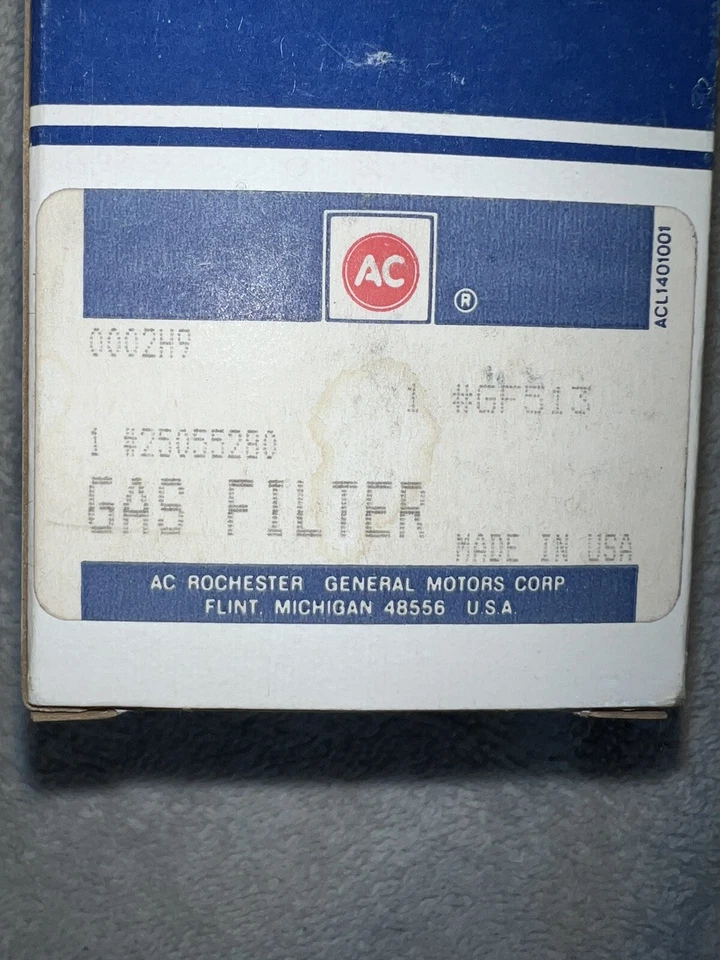 AC
®
ACL1401001
0002H9
1 #GF513
1 #25055280
GAS FILTER
MADE IN USA
AC ROCHESTER GENERAL MOTORS CORP
FLINT, MICHIGAN 48556 U.S.A.